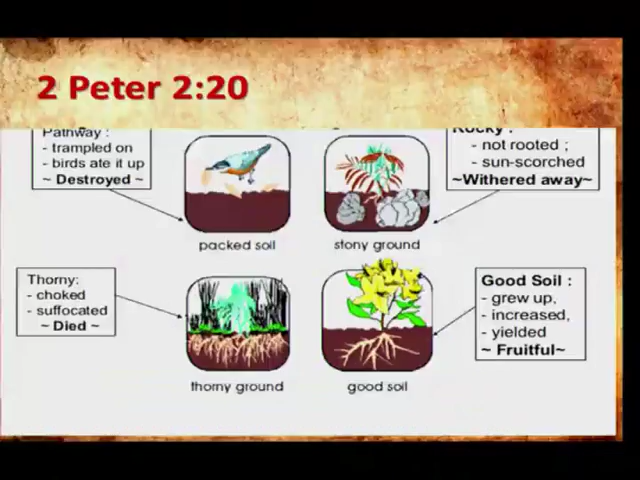 2 Peter 2:20
Pathway :
- trampled on
- birds ate it up
~ Destroyed ~
Rocky :
- not rooted ;
- sun-scorched
~Withered away~
packed soil
stony ground
Thorny:
- choked
- suffocated
~ Died ~
Good Soil :
- grew up,
- increased,
- yielded
~ Fruitful~
thorny ground
good soil